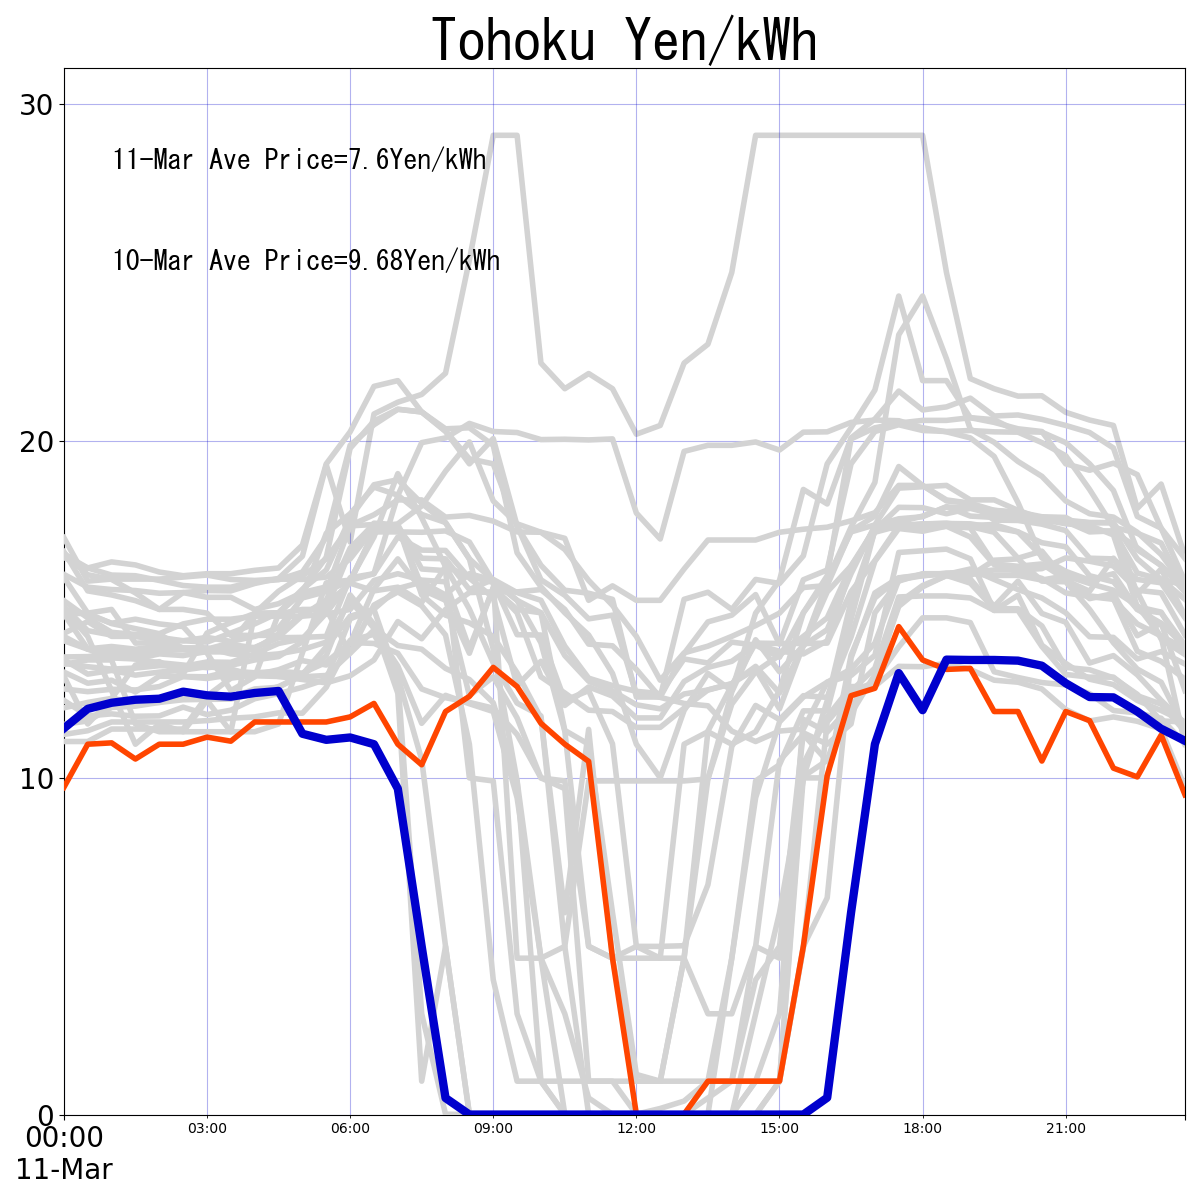 Tohoku Yen/kWh
30
11-Mar Ave Price=7.6Yen/kWh
10-Mar Ave Price=9.68Yen/kWh
20
10
0
00:00 03:00 06:00 09:00 12:00 15:00 18:00 21:00
11-Mar